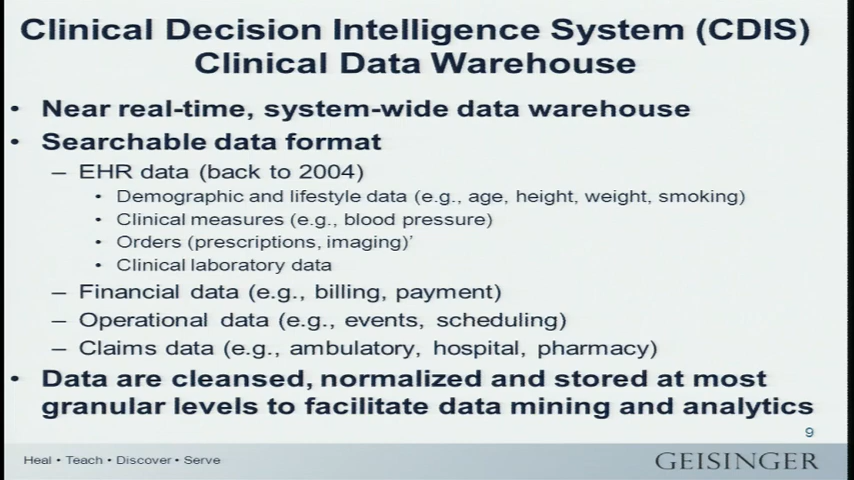 Clinical Decision Intelligence System (CDIS)
Clinical Data Warehouse
• Near real-time, system-wide data warehouse
• Searchable data format
– EHR data (back to 2004)
• Demographic and lifestyle data (e.g., age, height, weight, smoking)
• Clinical measures (e.g., blood pressure)
• Orders (prescriptions, imaging)’
• Clinical laboratory data
– Financial data (e.g., billing, payment)
– Operational data (e.g., events, scheduling)
– Claims data (e.g., ambulatory, hospital, pharmacy)
• Data are cleansed, normalized and stored at most
granular levels to facilitate data mining and analytics
9
Heal • Teach • Discover • Serve
GEISINGER